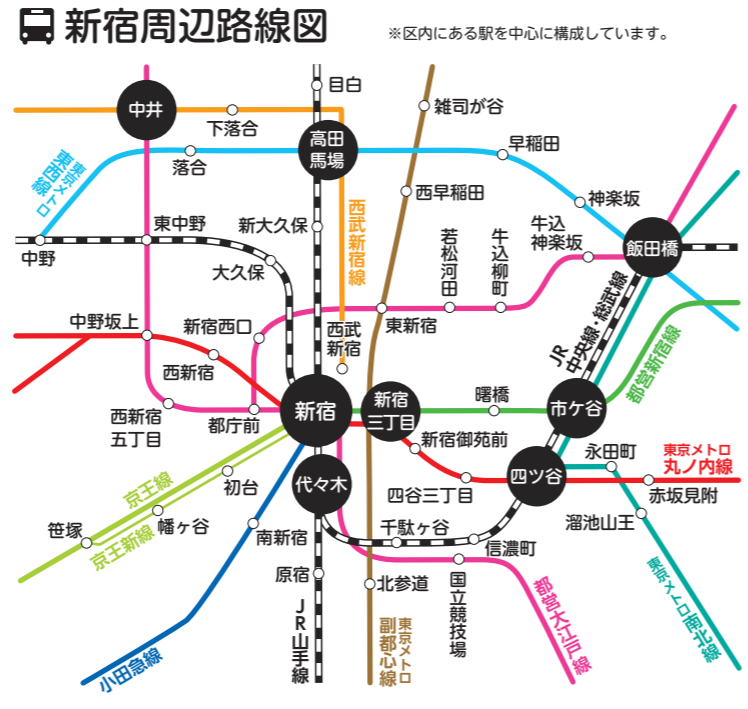 新宿周辺路線図
※区内にある駅を中心に構成しています。
目白
雑司が谷
中井
下落合
高田
馬場
早稲田
落合
東京メトロ
東西線
西早稲田
神楽坂
東中野
新大久保
西武新宿線
若松河田
牛込柳町
牛込
神楽坂
飯田橋
中野
大久保
JR
中央線・総武線
中野坂上
新宿西口
西武
新宿
東新宿
都営新宿線
西新宿
新宿
新宿
三丁目
曙橋
市ケ谷
西新宿
五丁目
都庁前
新宿御苑前
永田町
東京メトロ
丸ノ内線
京王線
初台
代々木
四谷三丁目
四ツ谷
赤坂見附
笹塚
幡ヶ谷
京王新線
南新宿
千駄ヶ谷
信濃町
溜池山王
原宿
北参道
国立競技場
都営大江戸線
東京メトロ南北線
JR山手線
東京メトロ
副都心線
小田急線